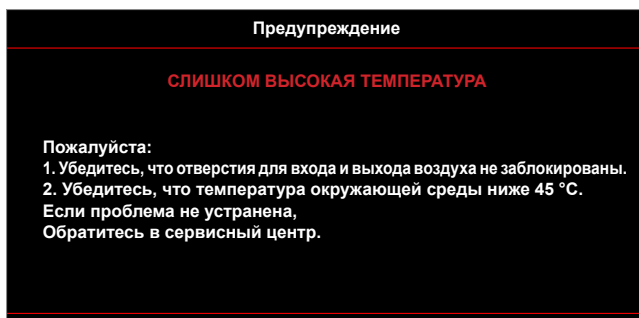 Предупреждение
СЛИШКОМ ВЫСОКАЯ ТЕМПЕРАТУРА
Пожалуйста:
1. Убедитесь, что отверстия для входа и выхода воздуха не заблокированы.
2. Убедитесь, что температура окружающей среды ниже 45 °C.
Если проблема не устранена,
Обратитесь в сервисный центр.